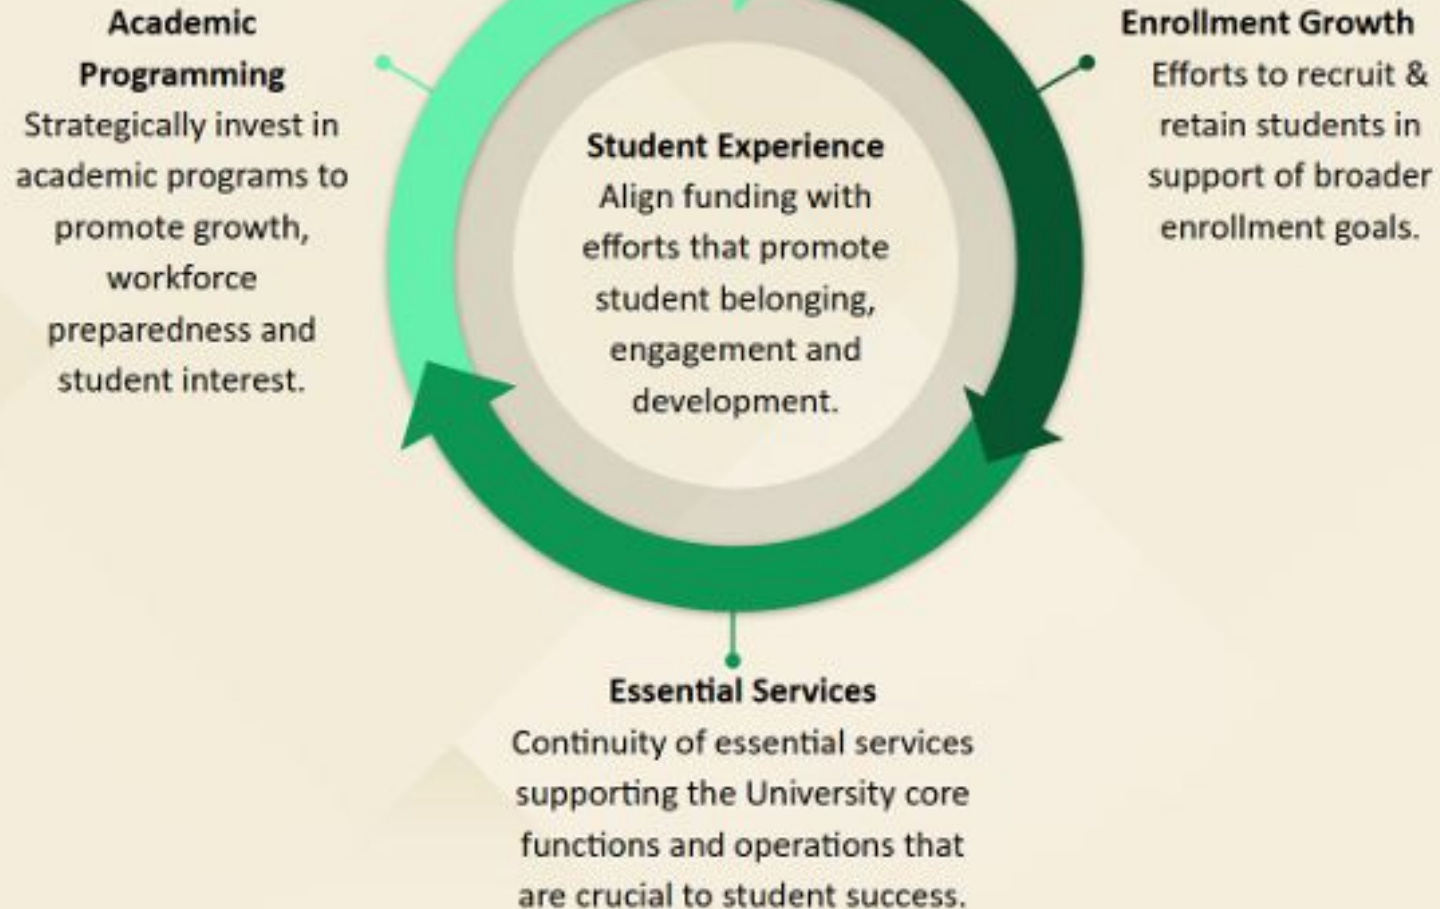 Academic
Programming
Strategically invest in
academic programs to
promote growth,
workforce
preparedness and
student interest.
Student Experience
Align funding with
efforts that promote
student belonging,
engagement and
development.
Enrollment Growth
Efforts to recruit &
retain students in
support of broader
enrollment goals.
Essential Services
Continuity of essential services
supporting the University core
functions and operations that
are crucial to student success.